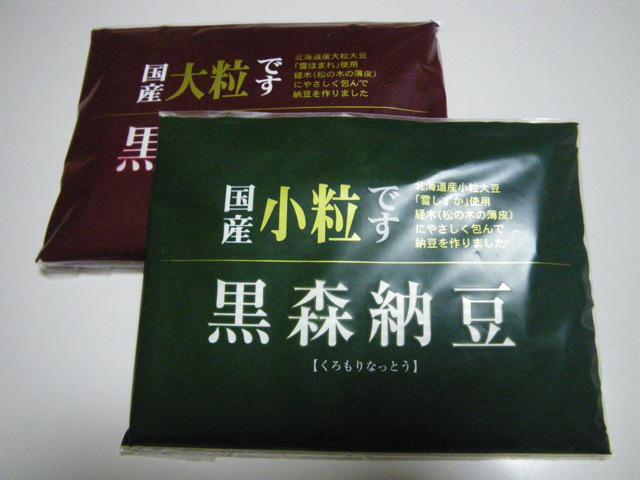 国産大粒です
北海道産大粒大豆
「雪ほまれ」使用
経木(松の木の薄皮)
にやさしく包んで
納豆を作りました
黒
国産小粒です
北海道産小粒大豆
「雪しずか」使用
経木(松の木の薄皮)
にやさしく包んで
納豆を作りました
黒森納豆
【くろもりなっとう】